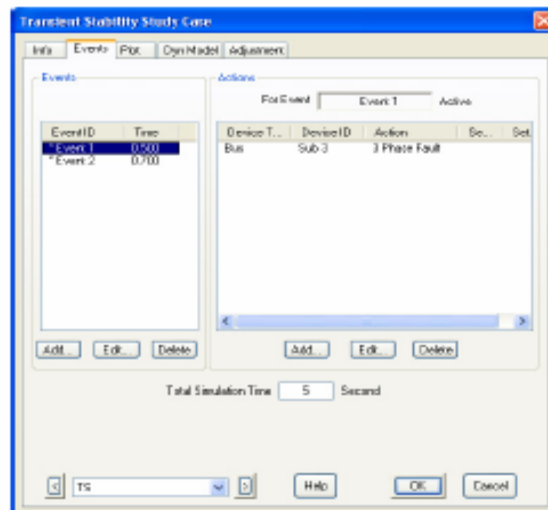 Transient Stability Study Case
Info Events Plot Dyn Model Adjustment
Events
Event ID Time
* Event 1 0.500
* Event 2 0.700
Add... Edit... Delete
Actions
For Event Event 1 Active
Device T... Device ID Action Se... Set
Bus Sub 3 3 Phase Fault
Add... Edit... Delete
Total Simulation Time 5 Second
< TS > Help OK Cancel